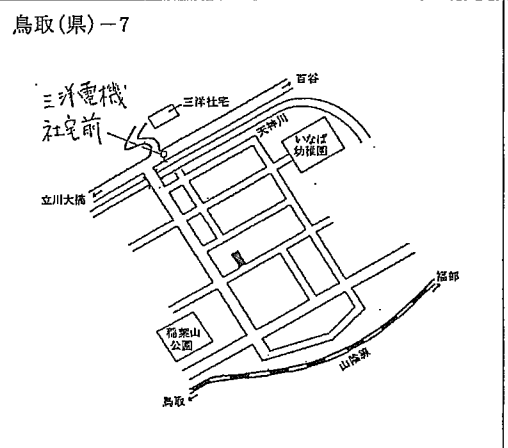 鳥取(県)－7
百谷
三洋社宅
三洋電機
社宅前
天神川
いなば
幼稚園
立川大橋
福部
稲葉山
公園
山陰線
鳥取